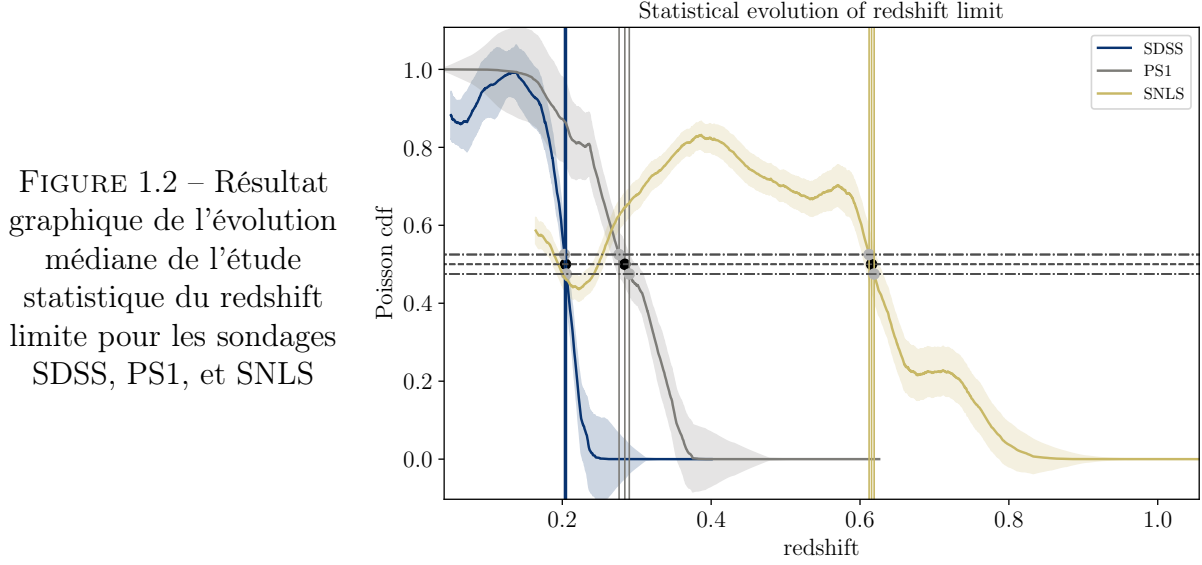 FIGURE 1.2 – Résultat
graphique de l'évolution
médiane de l'étude
statistique du redshift
limite pour les sondages
SDSS, PS1, et SNLS
Statistical evolution of redshift limit
SDSS
PS1
SNLS
Poisson cdf
1.0
0.8
0.6
0.4
0.2
0.0
0.2
0.4
0.6
0.8
1.0
redshift